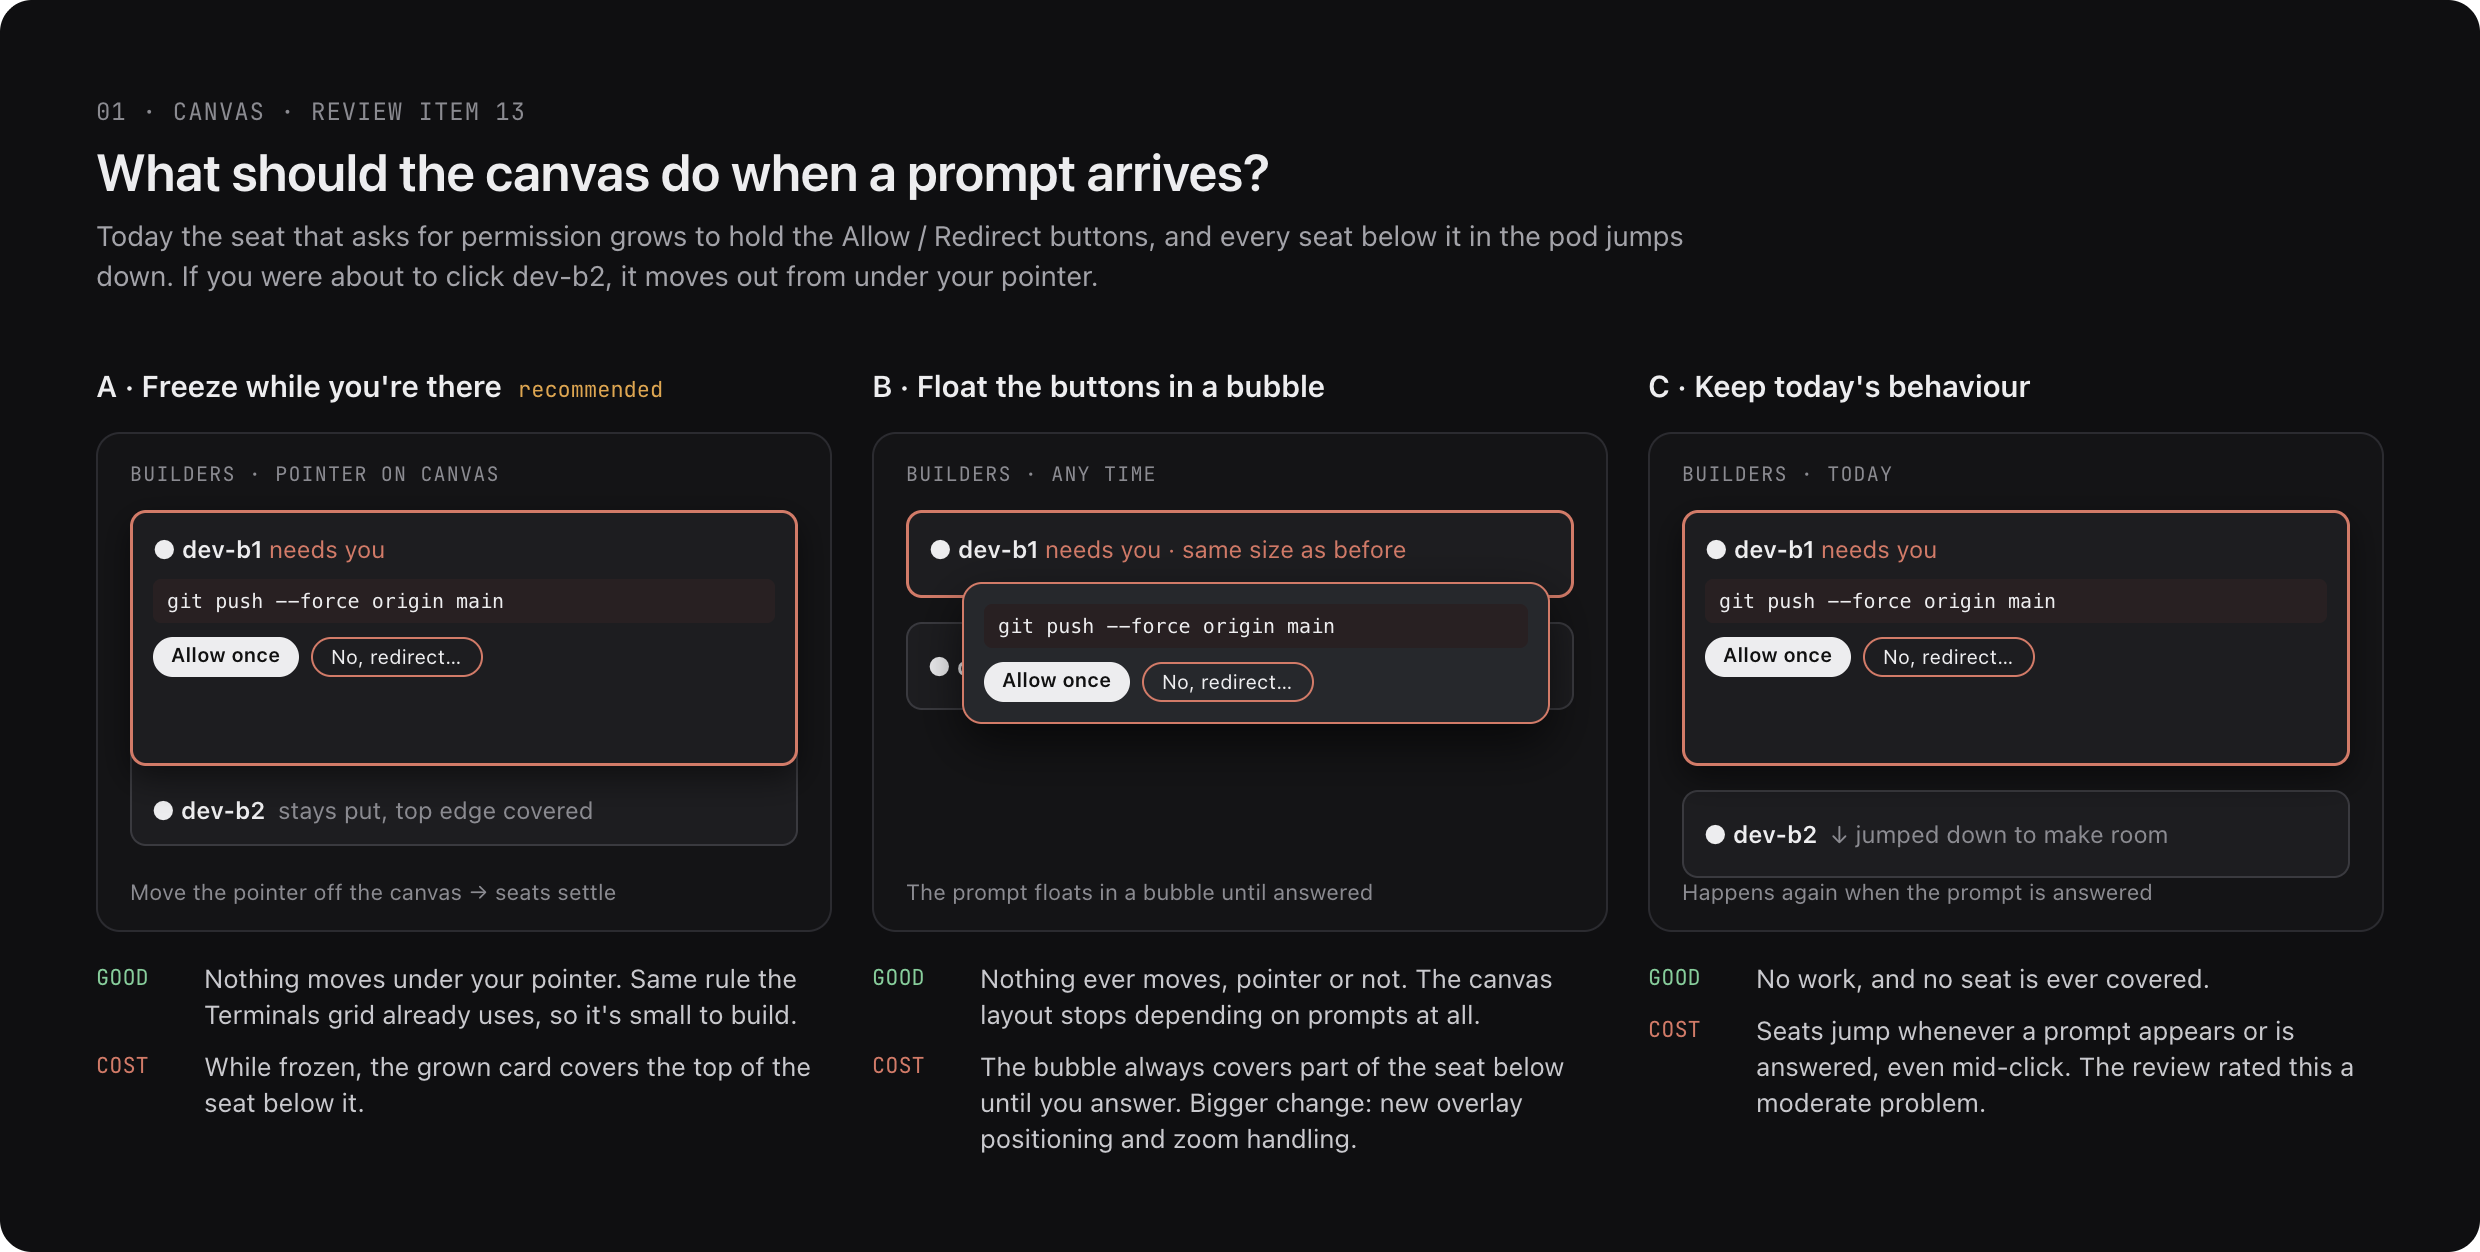 01 · CANVAS · REVIEW ITEM 13
What should the canvas do when a prompt arrives?
Today the seat that asks for permission grows to hold the Allow / Redirect buttons, and every seat below it in the pod jumps
down. If you were about to click dev-b2, it moves out from under your pointer.
A · Freeze while you're there recommended
BUILDERS · POINTER ON CANVAS
dev-b1 needs you
git push --force origin main
Allow once
No, redirect...
dev-b2 stays put, top edge covered
Move the pointer off the canvas → seats settle
GOOD
Nothing moves under your pointer. Same rule the
Terminals grid already uses, so it's small to build.
COST
While frozen, the grown card covers the top of the
seat below it.
B · Float the buttons in a bubble
BUILDERS · ANY TIME
dev-b1 needs you · same size as before
git push --force origin main
Allow once
No, redirect...
The prompt floats in a bubble until answered
GOOD
Nothing ever moves, pointer or not. The canvas
layout stops depending on prompts at all.
COST
The bubble always covers part of the seat below
until you answer. Bigger change: new overlay
positioning and zoom handling.
C · Keep today's behaviour
BUILDERS · TODAY
dev-b1 needs you
git push --force origin main
Allow once
No, redirect...
dev-b2 ↓ jumped down to make room
Happens again when the prompt is answered
GOOD
No work, and no seat is ever covered.
COST
Seats jump whenever a prompt appears or is
answered, even mid-click. The review rated this a
moderate problem.